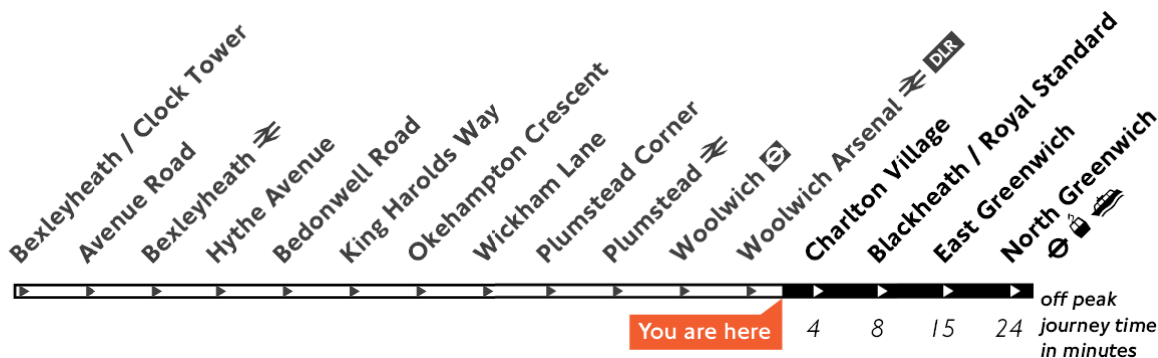 Bexleyheath / Clock Tower
Avenue Road
Bexleyheath
Hythe Avenue
Bedonwell Road
King Harolds Way
Okehampton Crescent
Wickham Lane
Plumstead Corner
Plumstead
Woolwich
Woolwich Arsenal DLR
Charlton Village
Blackheath / Royal Standard
East Greenwich
North Greenwich
You are here
4 8 15 24
off peak
journey time
in minutes